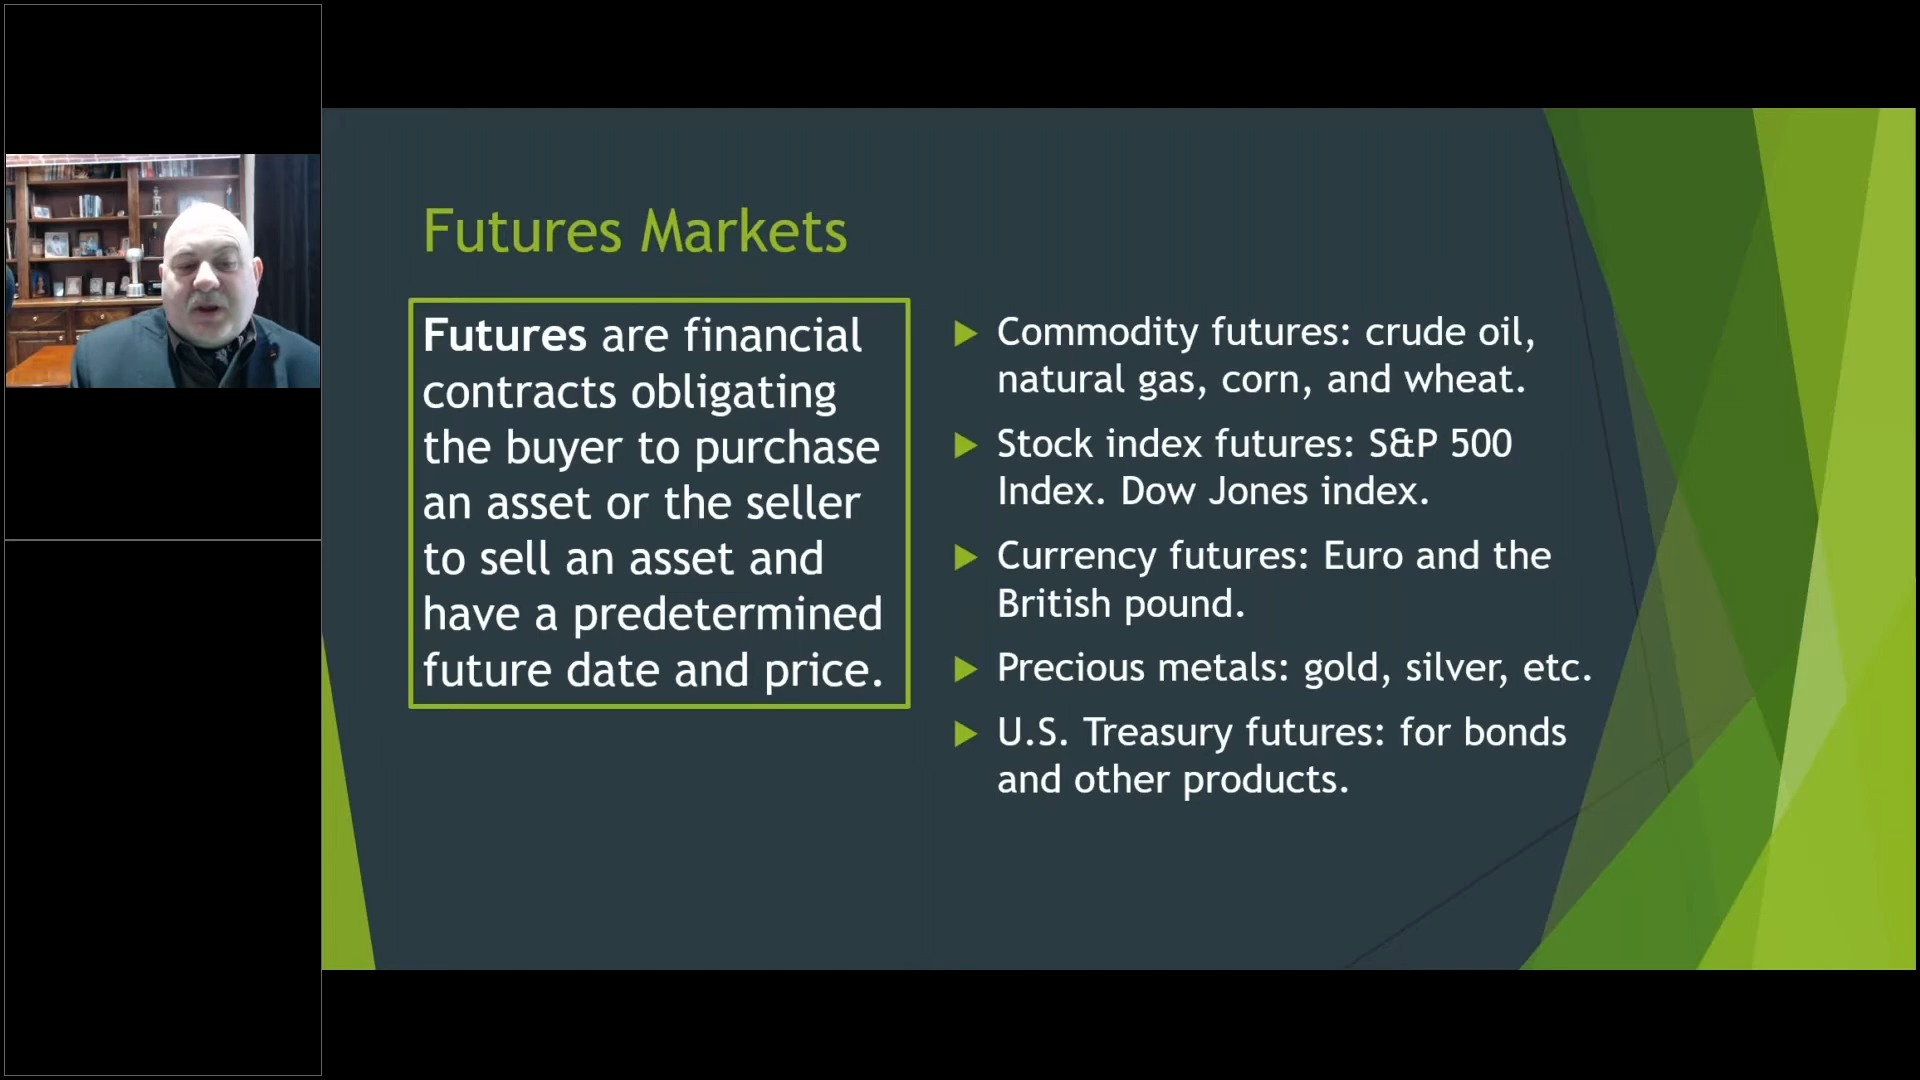 Futures Markets
Futures are financial
contracts obligating
the buyer to purchase
an asset or the seller
to sell an asset and
have a predetermined
future date and price.
Commodity futures: crude oil,
natural gas, corn, and wheat.
Stock index futures: S&P 500
Index. Dow Jones index.
Currency futures: Euro and the
British pound.
Precious metals: gold, silver, etc.
U.S. Treasury futures: for bonds
and other products.